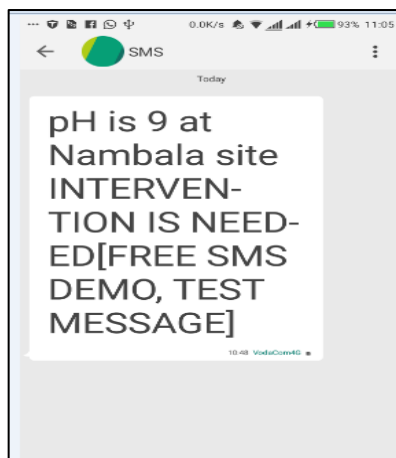 0.0K/s 93% 11:05
SMS
Today
pH is 9 at
Nambala site
INTERVEN-
TION IS NEED-
ED[FREE SMS
DEMO, TEST
MESSAGE]
10:48 VodaCom4G